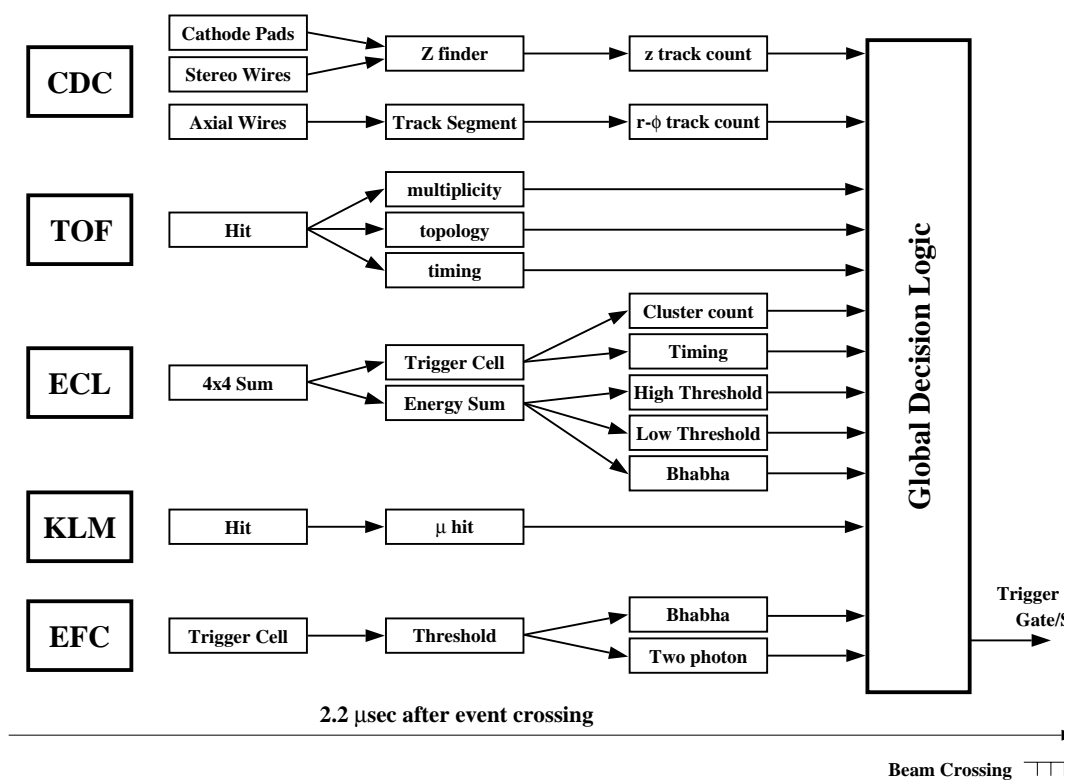 CDC
Cathode Pads
Stereo Wires
Z finder
z track count
Axial Wires
Track Segment
r-φ track count
TOF
Hit
multiplicity
topology
timing
ECL
4x4 Sum
Trigger Cell
Energy Sum
Cluster count
Timing
High Threshold
Low Threshold
Bhabha
KLM
Hit
μ hit
EFC
Trigger Cell
Threshold
Bhabha
Two photon
Global Decision Logic
Trigger
Gate/
2.2 μsec after event crossing
Beam Crossing